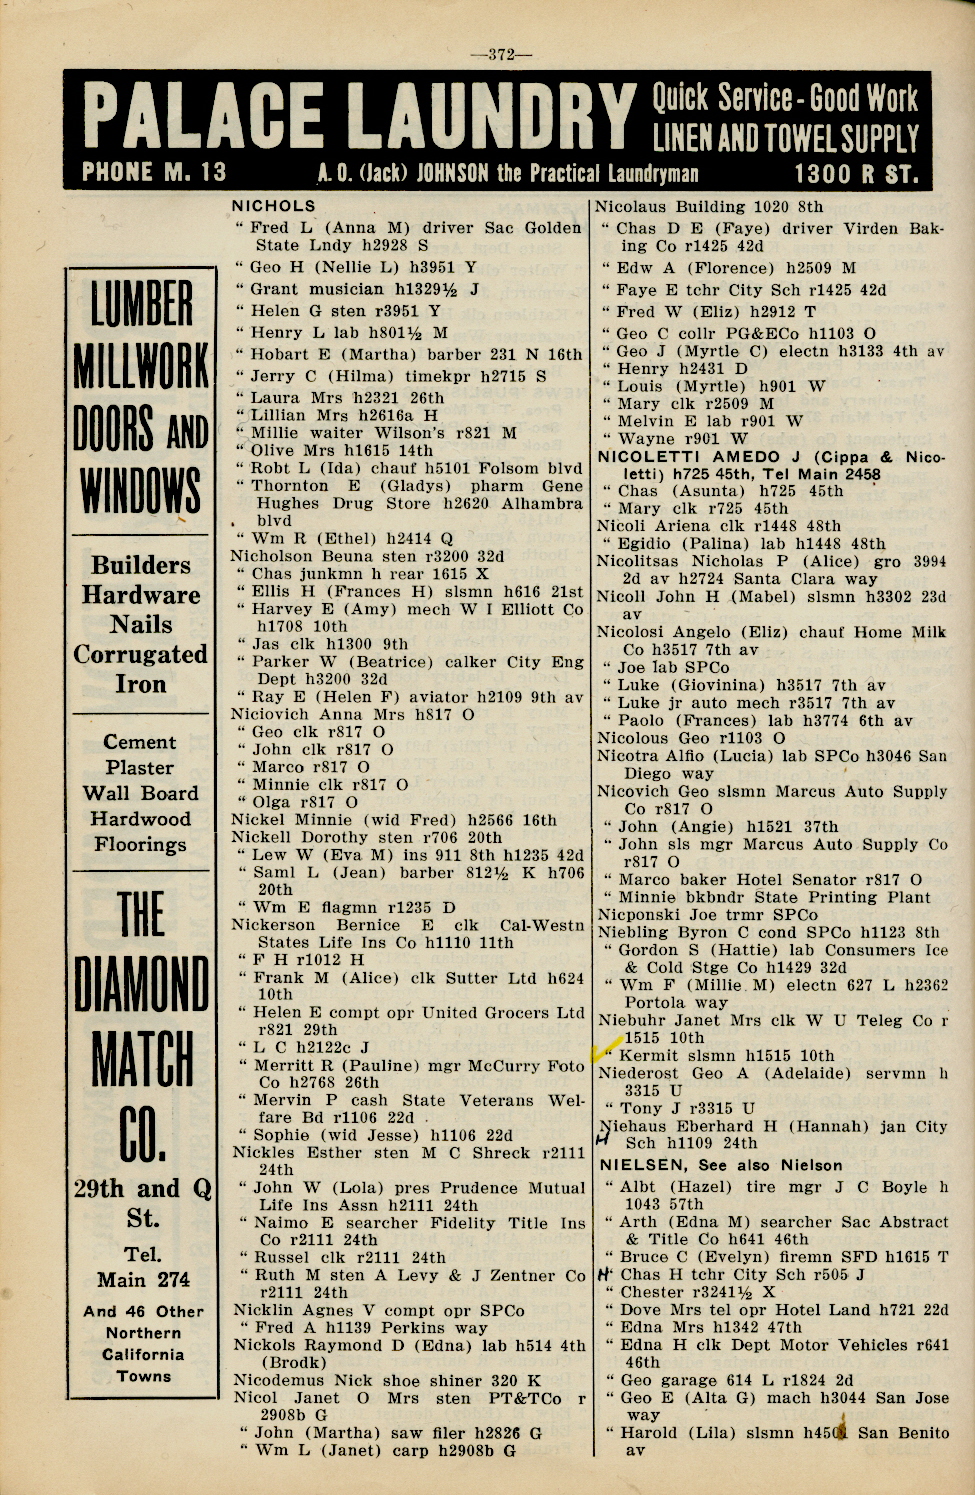 —372—
PALACE LAUNDRY
Quick Service - Good Work
LINEN AND TOWEL SUPPLY
PHONE M. 13 A. O. (Jack) JOHNSON the Practical Laundryman 1300 R ST.
LUMBER
MILLWORK
DOORS AND
WINDOWS
Builders
Hardware
Nails
Corrugated
Iron
Cement
Plaster
Wall Board
Hardwood
Floorings
THE
DIAMOND
MATCH
CO.
29th and Q
St.
Tel.
Main 274
And 46 Other
Northern
California
Towns
NICHOLS
" Fred L (Anna M) driver Sac Golden
State Lndy h2928 S
" Geo H (Nellie L) h3951 Y
" Grant musician h1329½ J
" Helen G sten r3951 Y
" Henry L lab h801½ M
" Hobart E (Martha) barber 231 N 16th
" Jerry C (Hilma) timekpr h2715 S
" Laura Mrs h2321 26th
" Lillian Mrs h2616a H
" Millie waiter Wilson's r821 M
" Olive Mrs h1615 14th
" Robt L (Ida) chauf h5101 Folsom blvd
" Thornton E (Gladys) pharm Gene
Hughes Drug Store h2620 Alhambra
blvd
" Wm R (Ethel) h2414 Q
Nicholson Beuna sten r3200 32d
" Chas junkmn h rear 1615 X
" Ellis H (Frances H) slsmn h616 21st
" Harvey E (Amy) mech W I Elliott Co
h1708 10th
" Jas clk h1300 9th
" Parker W (Beatrice) calker City Eng
Dept h3200 32d
" Ray E (Helen F) aviator h2109 9th av
Niciovich Anna Mrs h817 O
" Geo clk r817 O
" John clk r817 O
" Marco r817 O
" Minnie clk r817 O
" Olga r817 O
Nickel Minnie (wid Fred) h2566 16th
Nickell Dorothy sten r706 20th
" Lew W (Eva M) ins 911 8th h1235 42d
" Saml L (Jean) barber 812½ K h706
20th
" Wm E flagmn r1235 D
Nickerson Bernice E clk Cal-Westn
States Life Ins Co h1110 11th
" F H r1012 H
" Frank M (Alice) clk Sutter Ltd h624
10th
" Helen E compt opr United Grocers Ltd
r821 29th
" L C h2122c J
" Merritt R (Pauline) mgr McCurry Foto
Co h2768 26th
" Mervin P cash State Veterans Wel-
fare Bd r1106 22d
" Sophie (wid Jesse) h1106 22d
Nickles Esther sten M C Shreck r2111
24th
" John W (Lola) pres Prudence Mutual
Life Ins Assn h2111 24th
" Naimo E searcher Fidelity Title Ins
Co r2111 24th
" Russel clk r2111 24th
" Ruth M sten A Levy & J Zentner Co
r2111 24th
Nicklin Agnes V compt opr SPCo
" Fred A h1139 Perkins way
Nickols Raymond D (Edna) lab h514 4th
(Brodk)
Nicodemus Nick shoe shiner 320 K
Nicol Janet O Mrs sten PT&TCo r
2908b G
" John (Martha) saw filer h2826 G
" Wm L (Janet) carp h2908b G
Nicolaus Building 1020 8th
" Chas D E (Faye) driver Virden Bak-
ing Co r1425 42d
" Edw A (Florence) h2509 M
" Faye E tchr City Sch r1425 42d
" Fred W (Eliz) h2912 T
" Geo C collr PG&ECo h1103 O
" Geo J (Myrtle C) electn h3133 4th av
" Henry h2431 D
" Louis (Myrtle) h901 W
" Mary clk r2509 M
" Melvin E lab r901 W
" Wayne r901 W
NICOLETTI AMEDO J (Cippa & Nico-
letti) h725 45th, Tel Main 2458
" Chas (Asunta) h725 45th
" Mary clk r725 45th
Nicoli Ariena clk r1448 48th
" Egidio (Palina) lab h1448 48th
Nicolitsas Nicholas P (Alice) gro 3994
2d av h2724 Santa Clara way
Nicoll John H (Mabel) slsmn h3302 23d
av
Nicolosi Angelo (Eliz) chauf Home Milk
Co h3517 7th av
" Joe lab SPCo
" Luke (Giovinina) h3517 7th av
" Luke jr auto mech r3517 7th av
" Paolo (Frances) lab h3774 6th av
Nicolous Geo r1103 O
Nicotra Alfio (Lucia) lab SPCo h3046 San
Diego way
Nicovich Geo slsmn Marcus Auto Supply
Co r817 O
" John (Angie) h1521 37th
" John sls mgr Marcus Auto Supply Co
r817 O
" Marco baker Hotel Senator r817 O
" Minnie bkbndr State Printing Plant
Nicponski Joe trmr SPCo
Niebling Byron C cond SPCo h1123 8th
" Gordon S (Hattie) lab Consumers Ice
& Cold Stge Co h1429 32d
" Wm F (Millie M) electn 627 L h2362
Portola way
Niebuhr Janet Mrs clk W U Teleg Co r
1515 10th
" Kermit slsmn h1515 10th
Niederost Geo A (Adelaide) servmn h
3315 U
" Tony J r3315 U
Niehaus Eberhard H (Hannah) jan City
H Sch h1109 24th
NIELSEN, See also Nielson
" Albt (Hazel) tire mgr J C Boyle h
1043 57th
" Arth (Edna M) searcher Sac Abstract
& Title Co h641 46th
" Bruce C (Evelyn) firemn SFD h1615 T
H Chas H tchr City Sch r505 J
" Chester r3241½ X
" Dove Mrs tel opr Hotel Land h721 22d
" Edna Mrs h1342 47th
" Edna H clk Dept Motor Vehicles r641
46th
" Geo garage 614 L r1824 2d
" Geo E (Alta G) mach h3044 San Jose
way
" Harold (Lila) slsmn San Benito
av